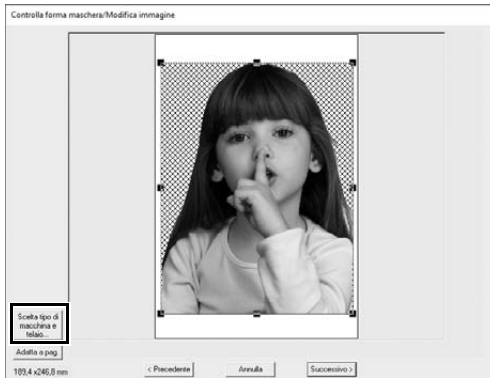 Controlla forma maschera/Modifica immagine
Scelta tipo di
macchina e
telaio...
Adatta a pag
189,4 x246,8 mm
< Precedente
Annulla
Successivo >